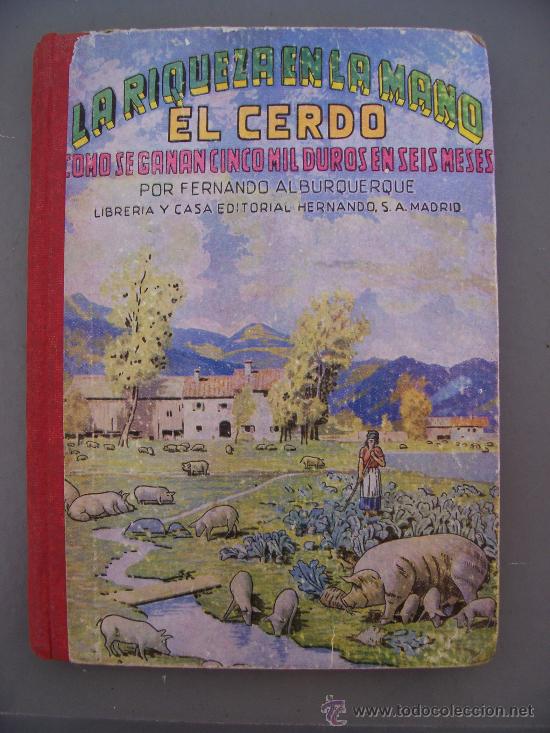 LA RIQUEZA EN LA MANO
EL CERDO
COMO SE GANAN CINCO MIL DUROS EN SEIS MESES
POR FERNANDO ALBURQUERQUE
LIBRERIA Y CASA EDITORIAL HERNANDO, S. A. MADRID
todocoleccion
www.todocoleccion.net